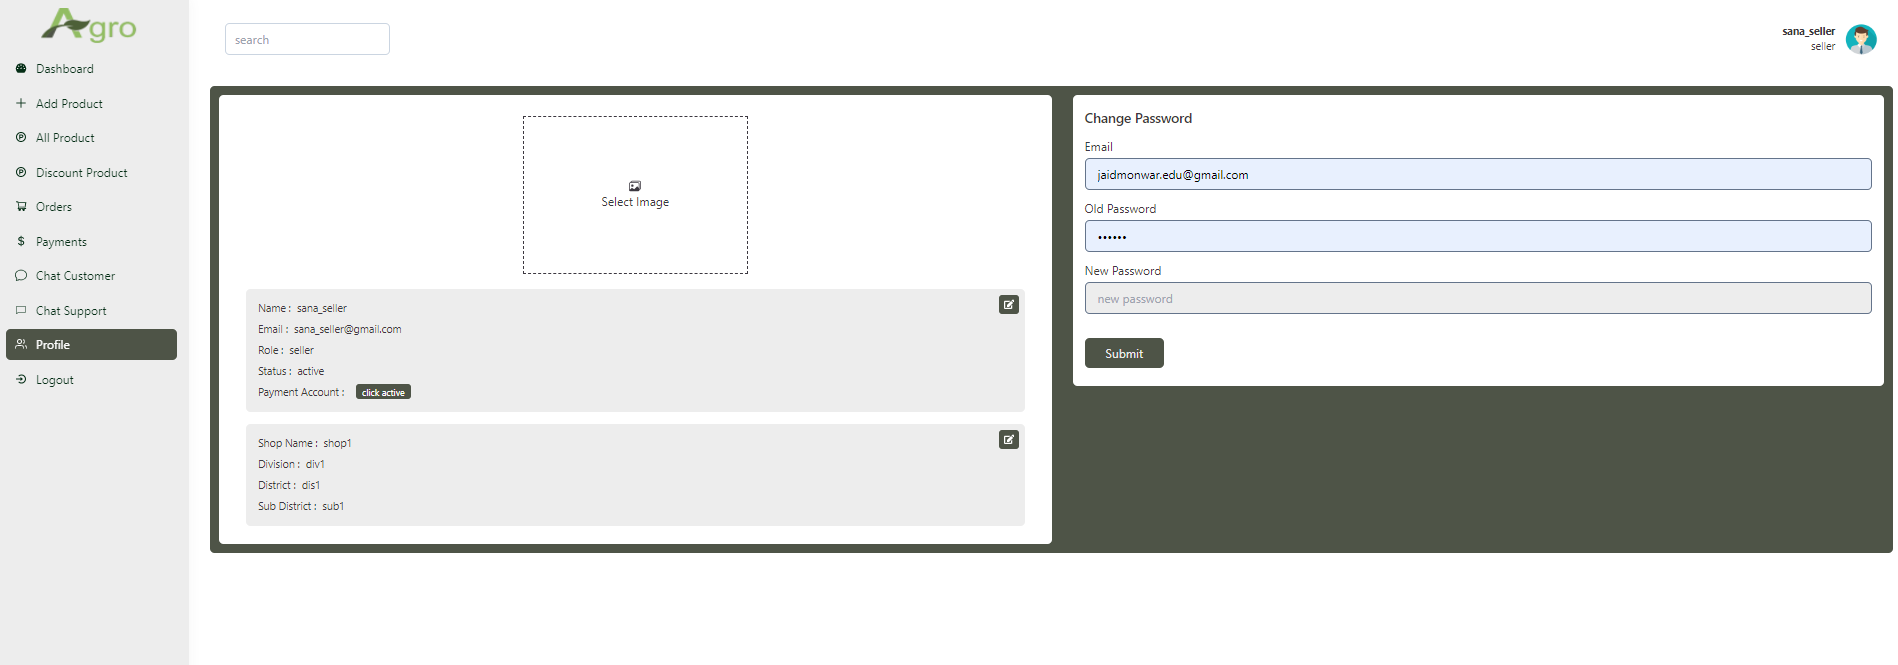 Agro
Dashboard
Add Product
All Product
Discount Product
Orders
Payments
Chat Customer
Chat Support
Profile
Logout
search
sana_seller
seller
Select Image
Name : sana_seller
Email : sana_seller@gmail.com
Role : seller
Status : active
Payment Account : click active
Shop Name : shop1
Division : div1
District : dis1
Sub District : sub1
Change Password
Email
jaidmonwar.edu@gmail.com
Old Password
••••••
New Password
new password
Submit